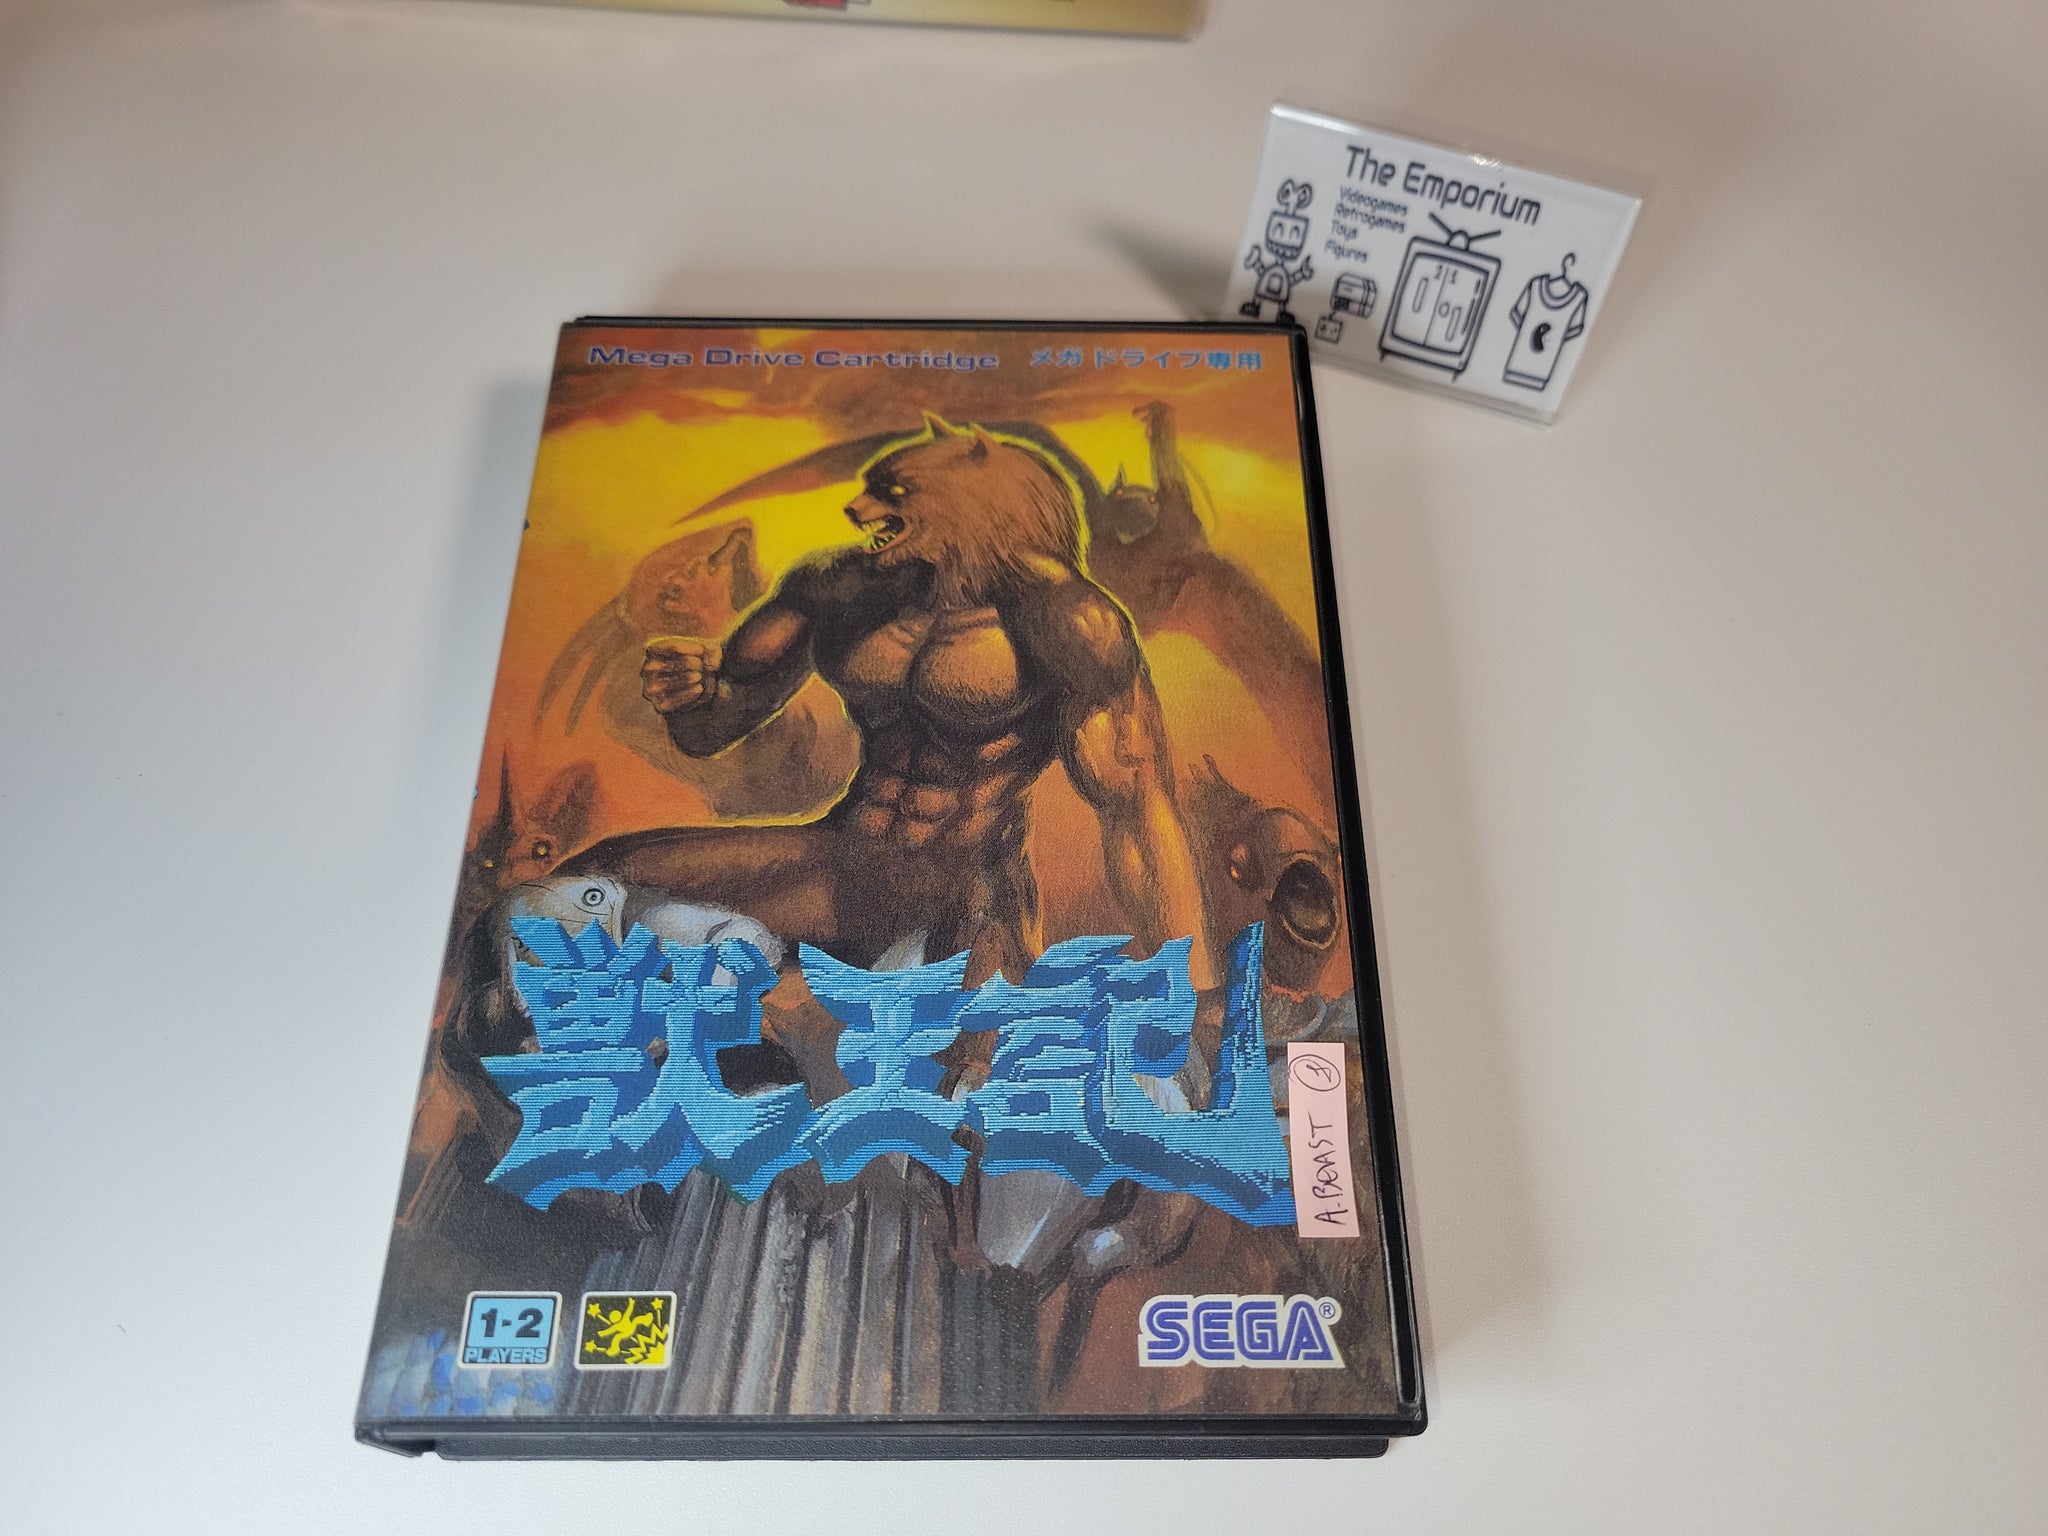 The Emporium
Videogames
Retrogames
Toys
Figures
Mega Drive Cartridge メガドライブ専用
獣王記
A-BEAST
1-2
PLAYERS
SEGA®